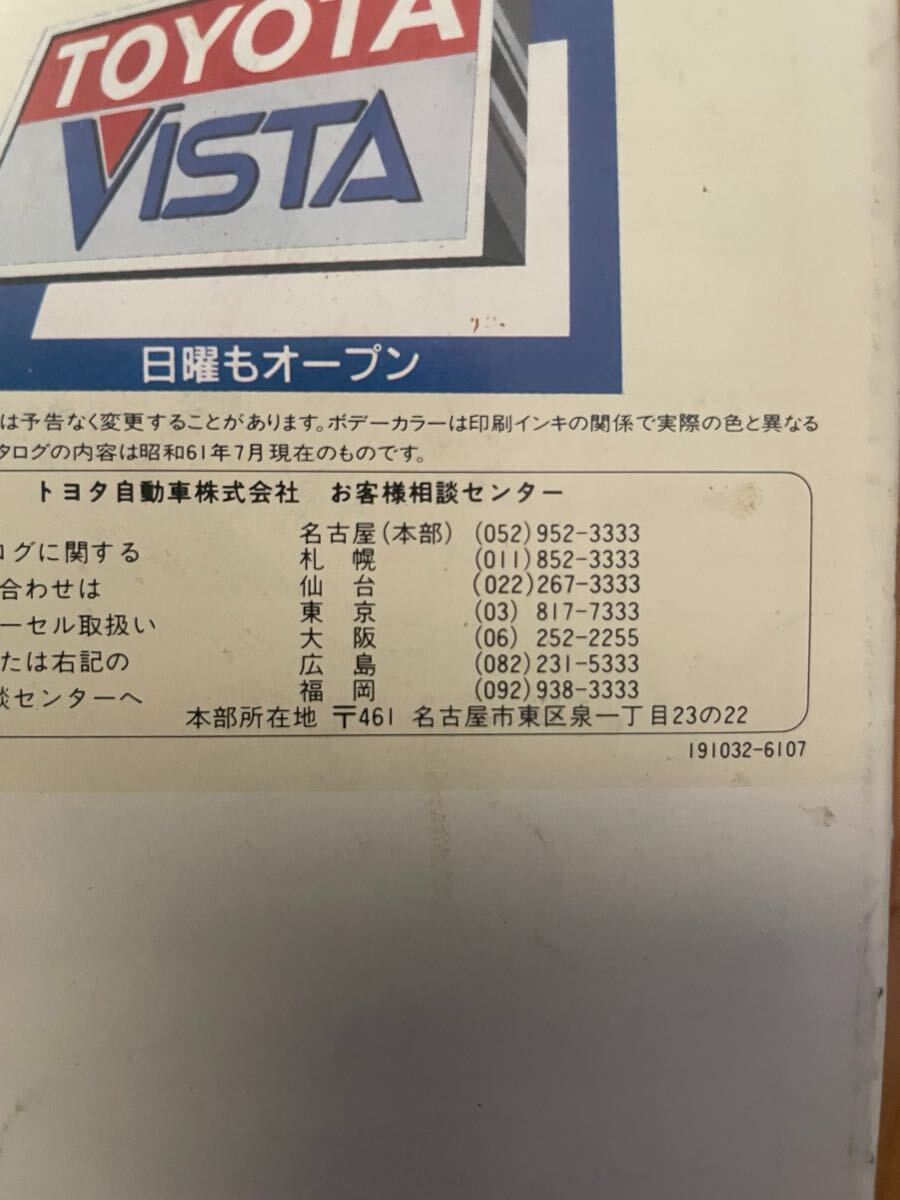 TOYOTA
VISTA
日曜もオープン
は予告なく変更することがあります。ボデーカラーは印刷インキの関係で実際の色と異なる
タログの内容は昭和61年7月現在のものです。
トヨタ自動車株式会社 お客様相談センター
ログに関する
合わせは
ーセル取扱い
たは右記の
談センターへ
名古屋(本部) (052)952-3333
札幌 (011)852-3333
仙台 (022)267-3333
東京 (03) 817-7333
大阪 (06) 252-2255
広島 (082)231-5333
福岡 (092)938-3333
本部所在地 〒461 名古屋市東区泉一丁目23の22
191032-6107